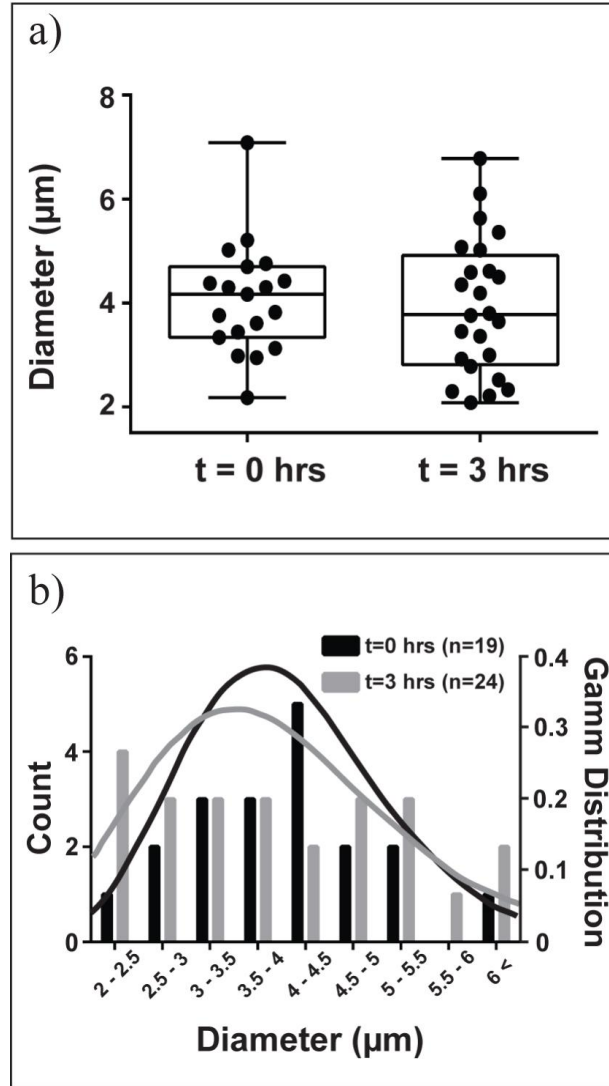 a)
8
6
4
2
Diameter (µm)
t = 0 hrs
t = 3 hrs
b)
t=0 hrs (n=19)
t=3 hrs (n=24)
6
4
2
0
Count
0.4
0.3
0.2
0.1
0
Gamm Distribution
2 - 2.5
2.5 - 3
3 - 3.5
3.5 - 4
4 - 4.5
4.5 - 5
5 - 5.5
5.5 - 6
6 <
Diameter (µm)